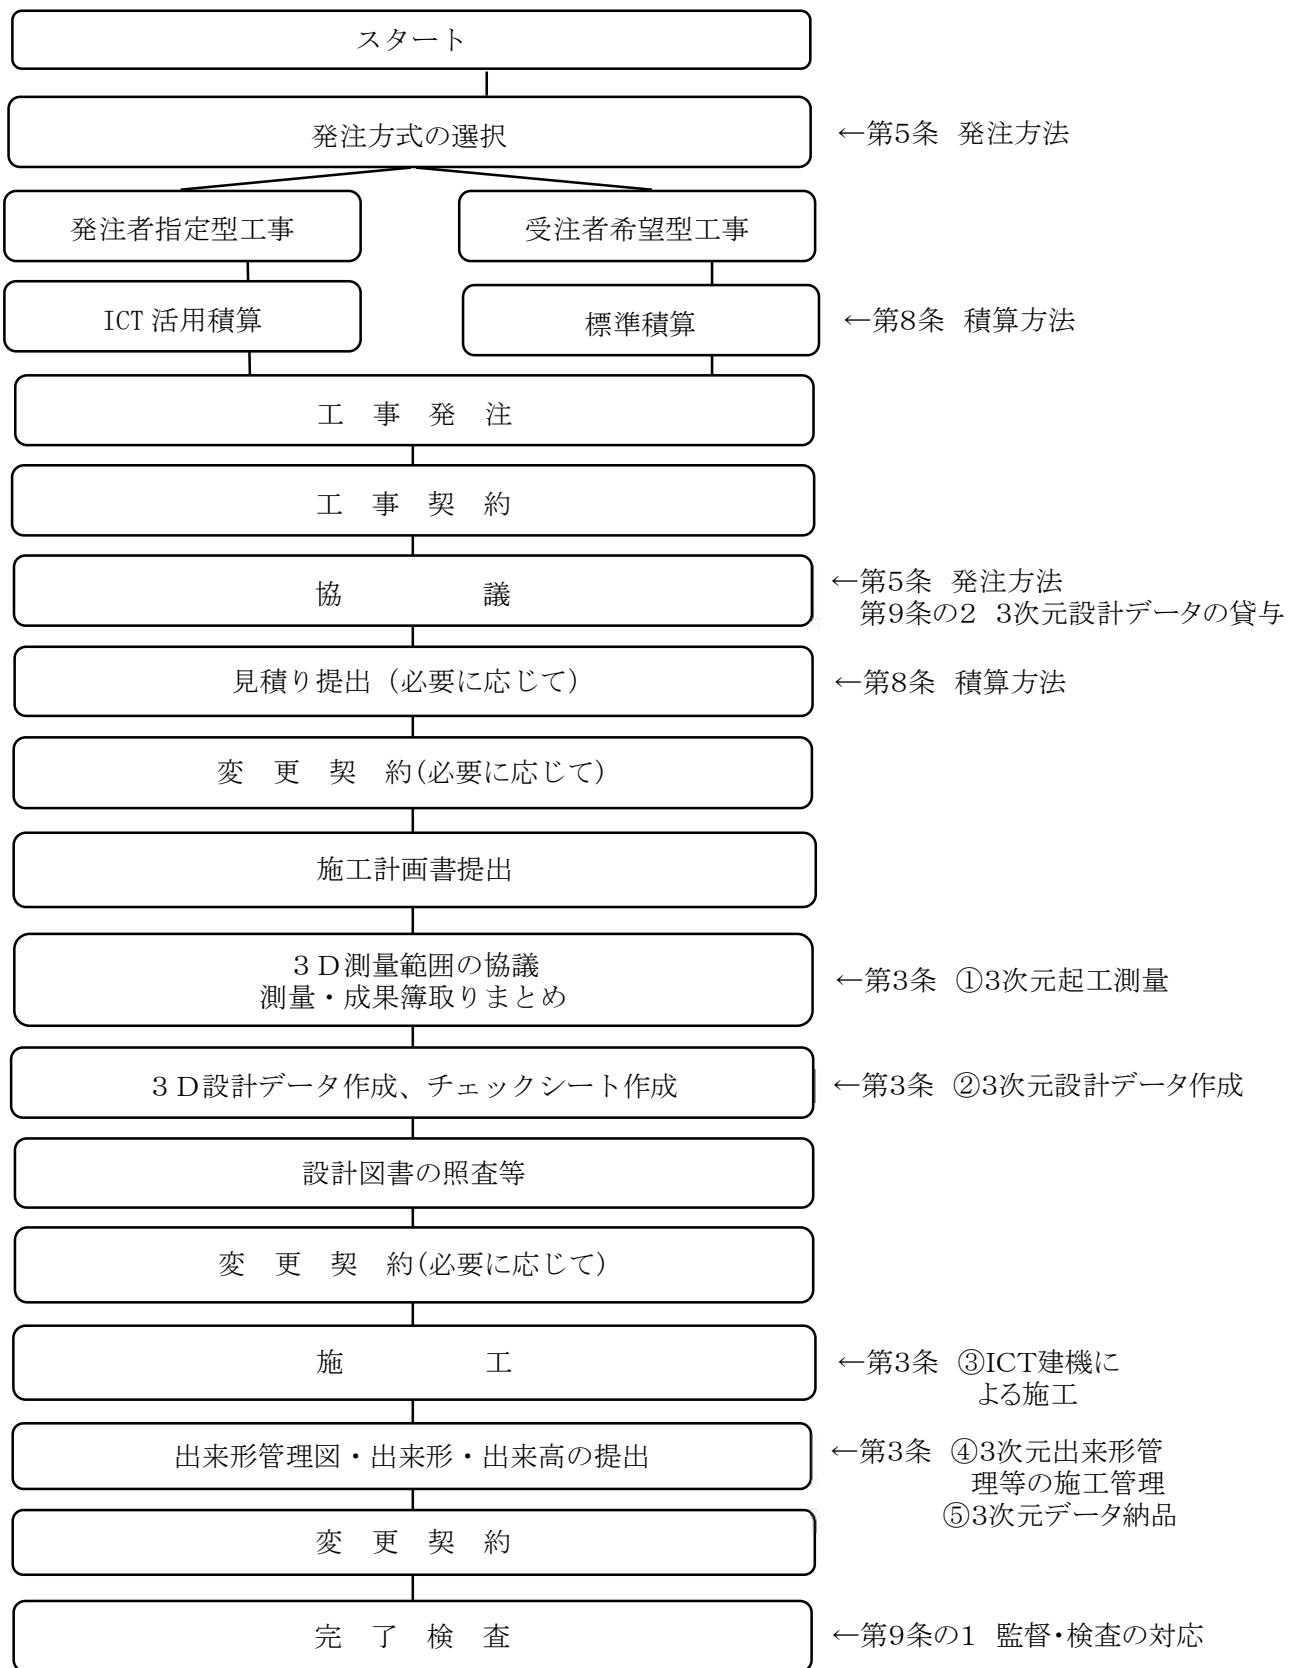 スタート
発注方式の選択
←第5条 発注方法
発注者指定型工事
受注者希望型工事
ICT 活用積算
標準積算
←第8条 積算方法
工 事 発 注
工 事 契 約
協 議
←第5条 発注方法
第9条の2 3次元設計データの貸与
見積り提出（必要に応じて）
←第8条 積算方法
変 更 契 約(必要に応じて)
施工計画書提出
３Ｄ測量範囲の協議
測量・成果簿取りまとめ
←第3条 ①3次元起工測量
３Ｄ設計データ作成、チェックシート作成
←第3条 ②3次元設計データ作成
設計図書の照査等
変 更 契 約(必要に応じて)
施 工
←第3条 ③ICT建機に
よる施工
出来形管理図・出来形・出来高の提出
←第3条 ④3次元出来形管
理等の施工管理
⑤3次元データ納品
変 更 契 約
完 了 検 査
←第9条の1 監督・検査の対応